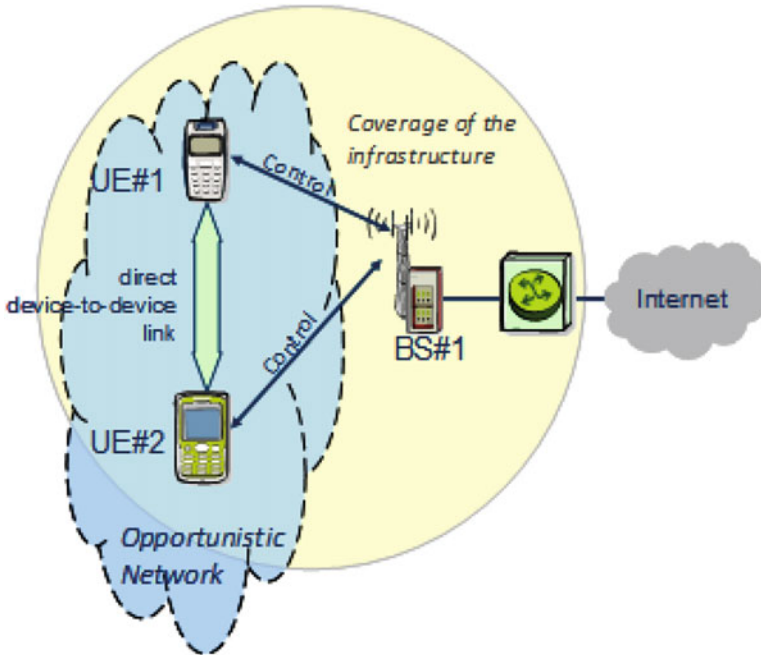 Coverage of the
infrastructure
UE#1
Control
direct
device-to-device
link
Internet
Control
BS#1
UE#2
Opportunistic
Network